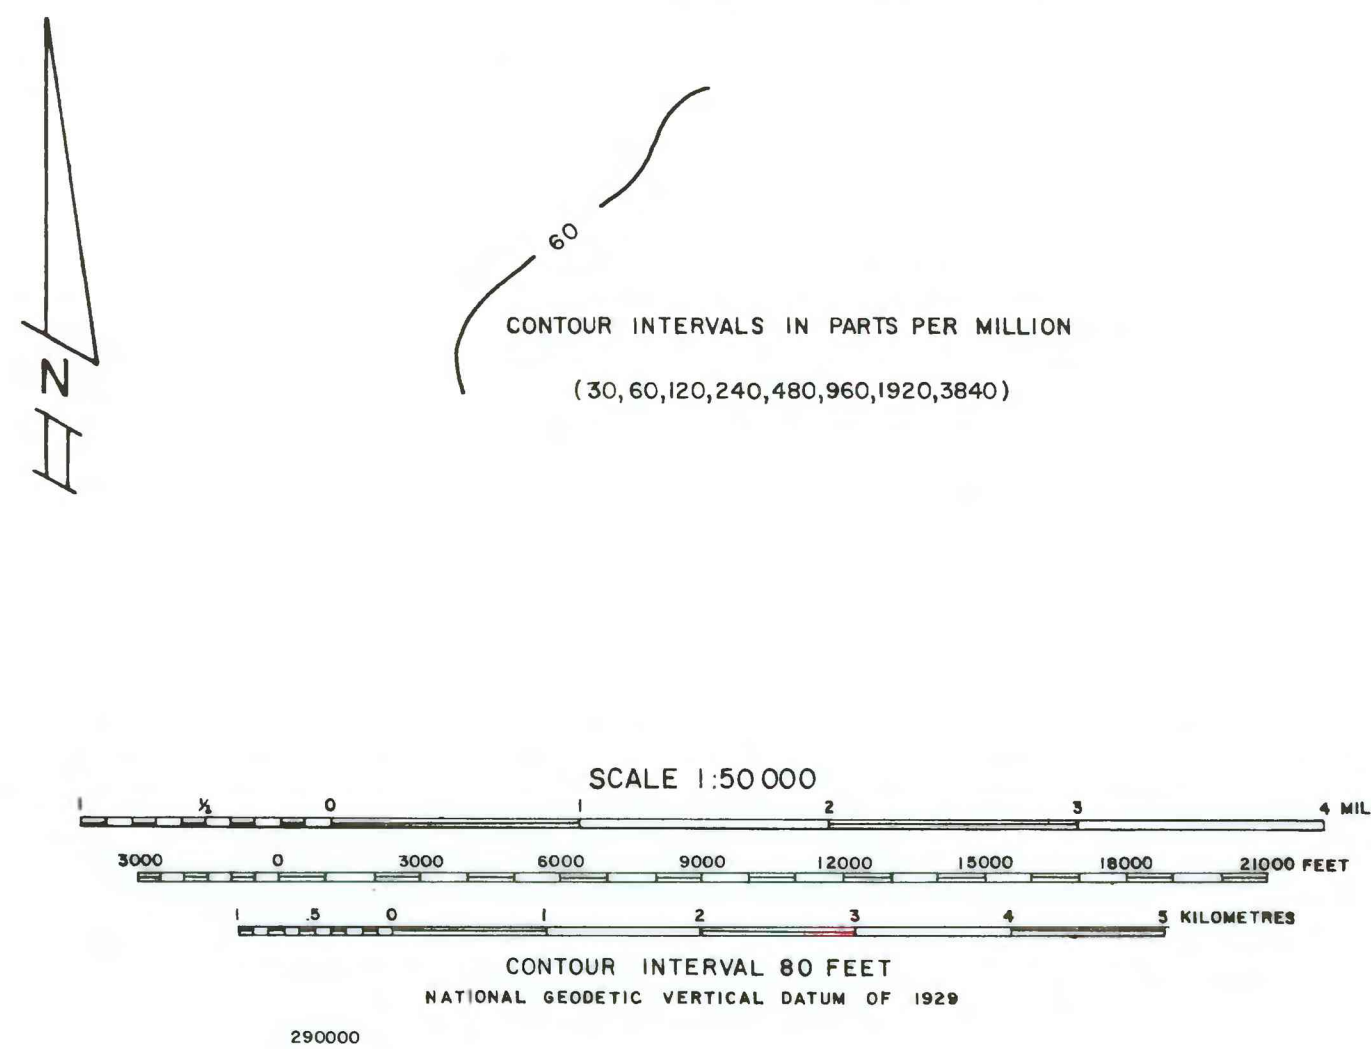 N
60
CONTOUR INTERVALS IN PARTS PER MILLION
(30,60,120,240,480,960,1920,3840)
SCALE 1:50 000
1 ½ 0 1 2 3 4 MIL
3000 0 3000 6000 9000 12000 15000 18000 21000 FEET
1 .5 0 1 2 3 4 5 KILOMETRES
CONTOUR INTERVAL 80 FEET
NATIONAL GEODETIC VERTICAL DATUM OF 1929
290000